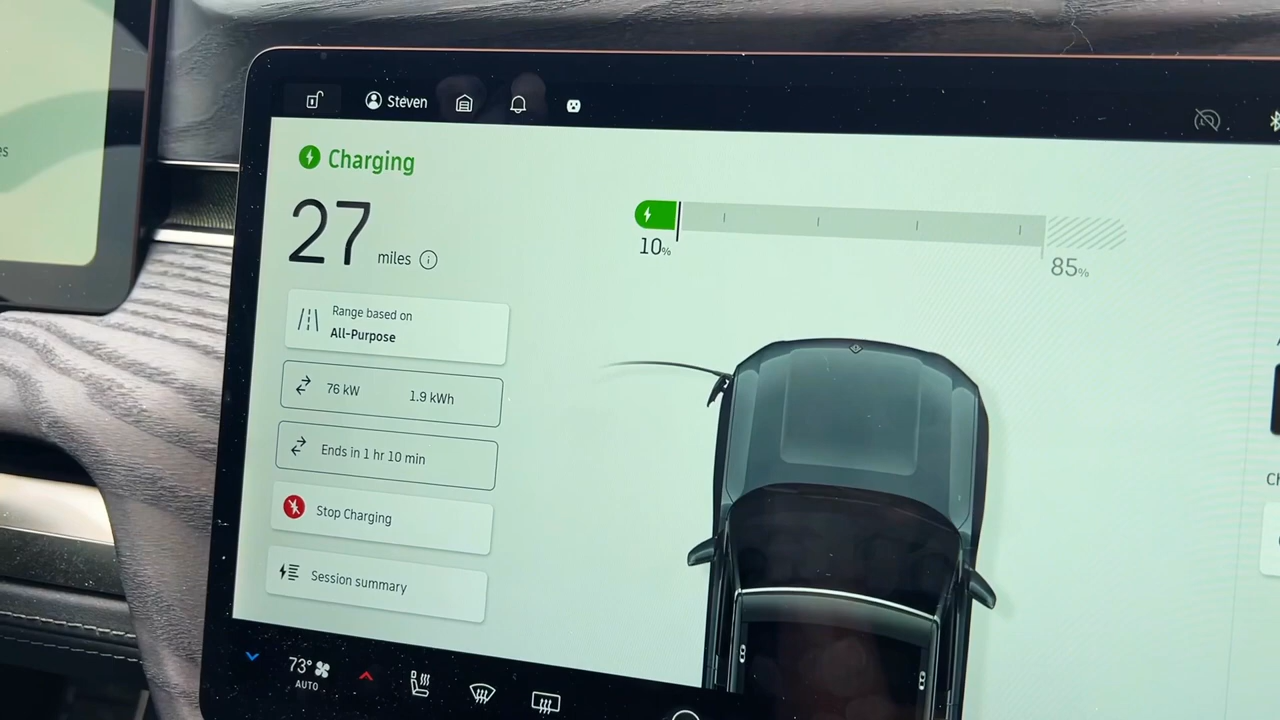 Steven
Charging
27 miles
10%
85%
Range based on
All-Purpose
76 kW 1.9 kWh
Ends in 1 hr 10 min
Stop Charging
Session summary
73°
AUTO